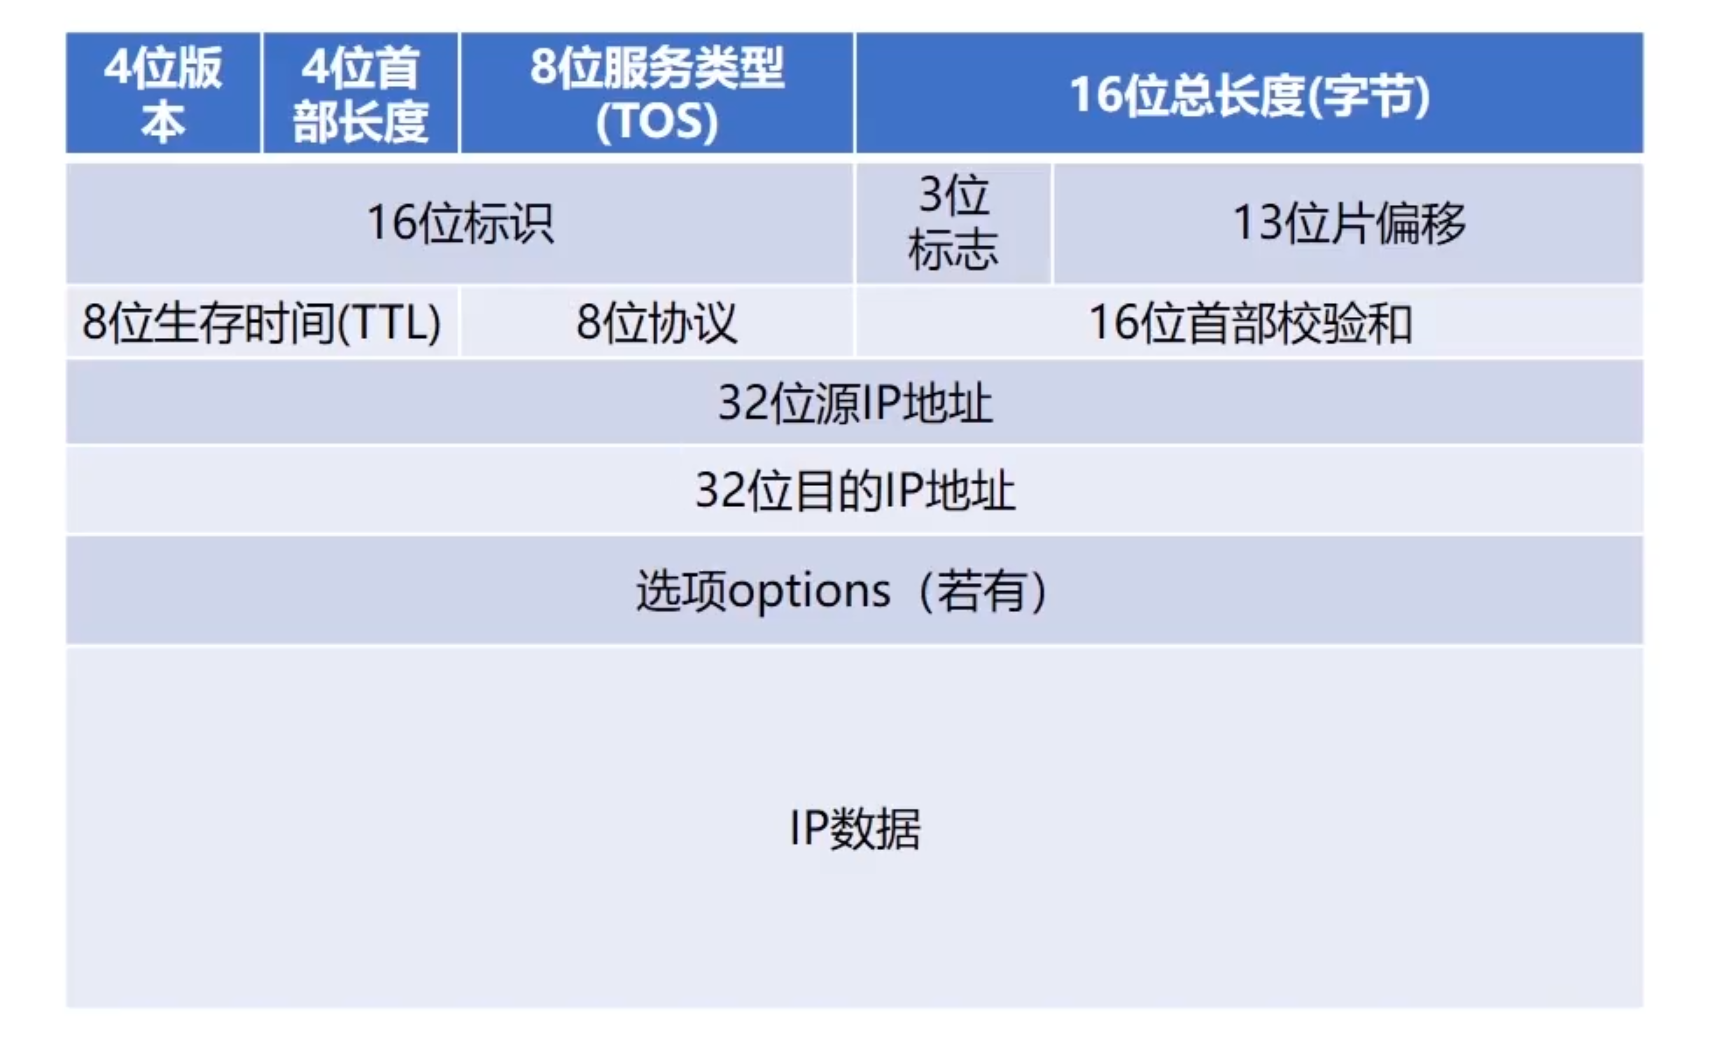 4位版
本
4位首
部长度
8位服务类型
(TOS)
16位总长度(字节)
16位标识
3位
标志
13位片偏移
8位生存时间(TTL)
8位协议
16位首部校验和
32位源IP地址
32位目的IP地址
选项options（若有）
IP数据